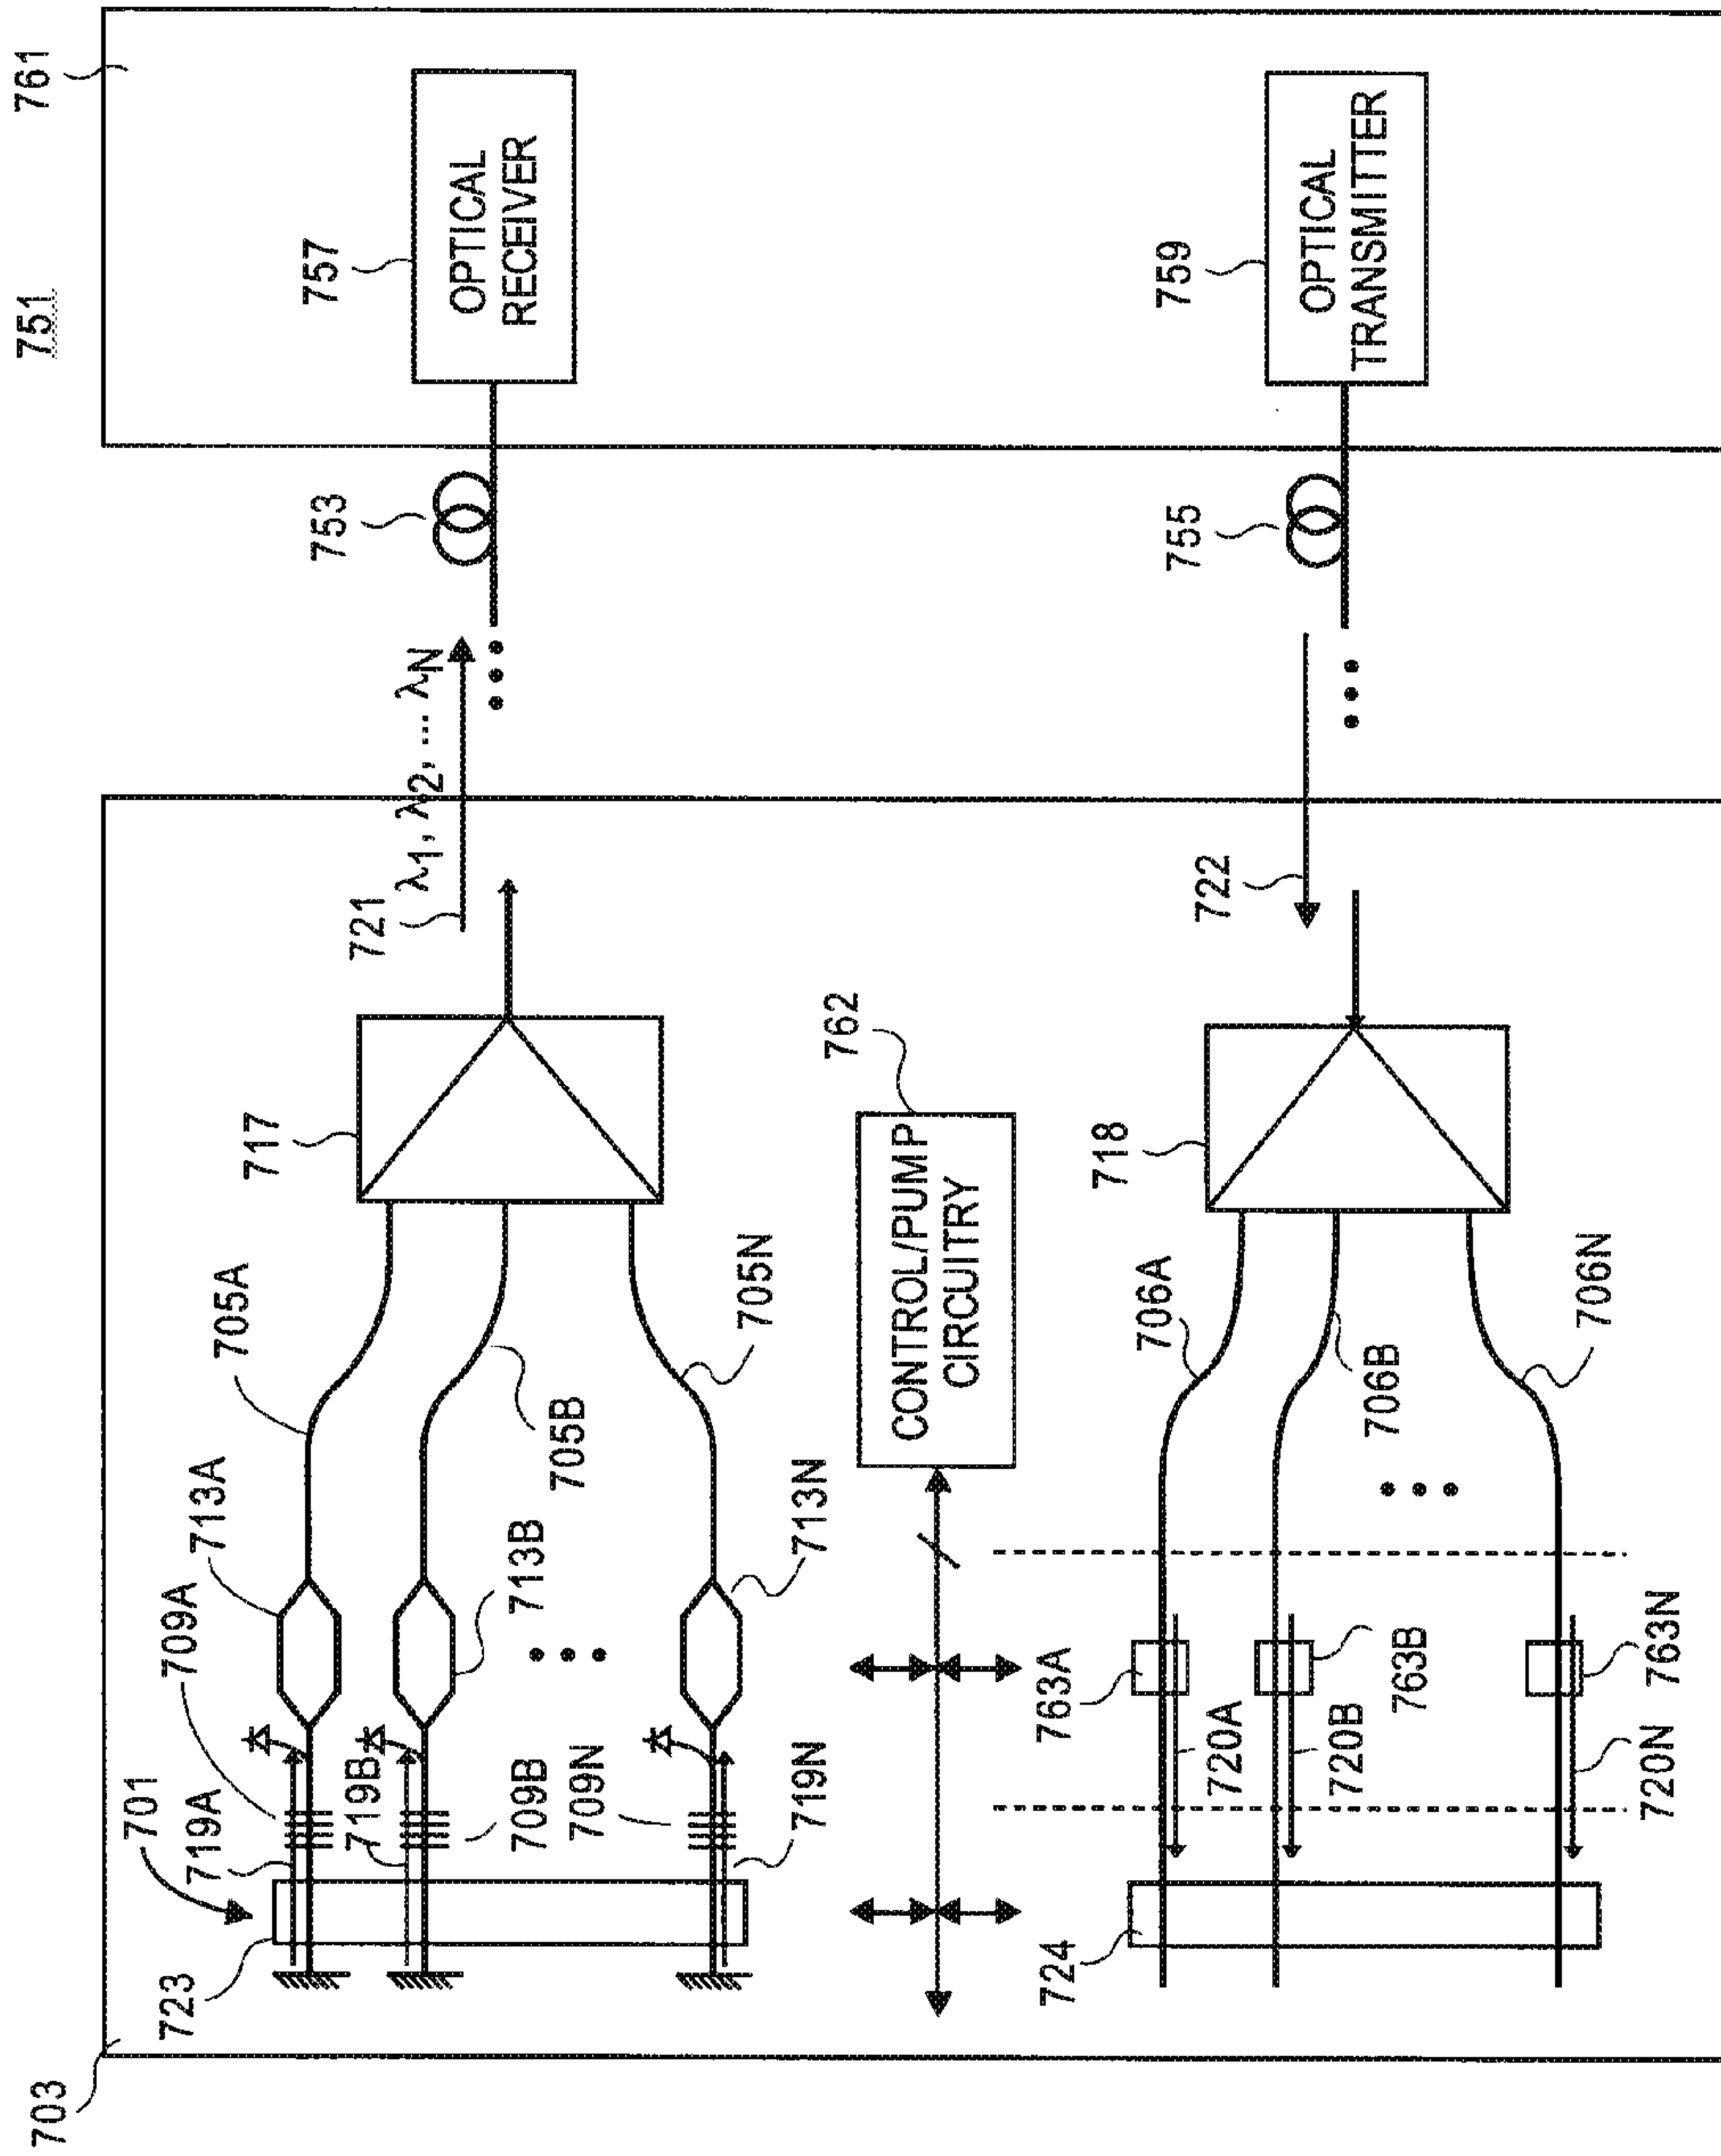 751
761
703
701
719A
709A
713A
705A
717
721
λ1, λ2, ... λN
753
757
OPTICAL
RECEIVER
723
719B
709B
713B
705B
709N
719N
713N
705N
762
CONTROL/PUMP
CIRCUITRY
724
763A
720A
706A
718
722
755
759
OPTICAL
TRANSMITTER
720B
763B
706B
720N
763N
706N